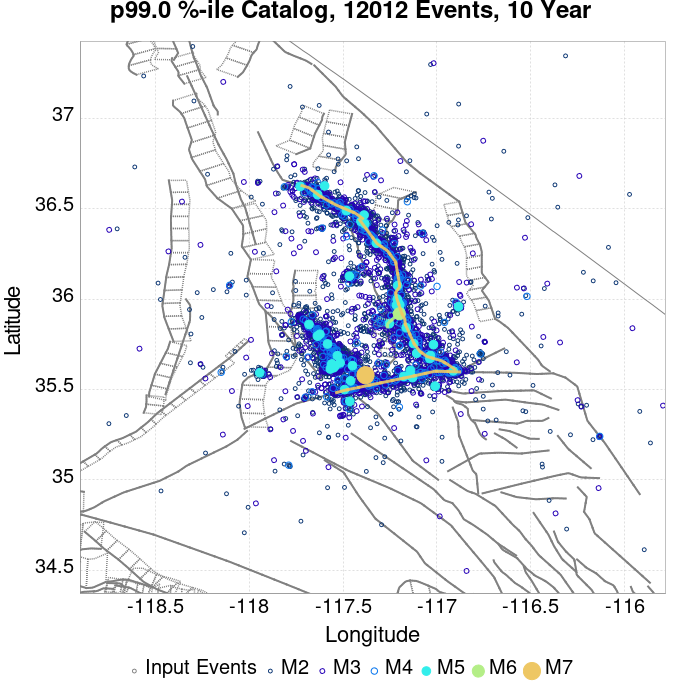 p99.0 %-ile Catalog, 12012 Events, 10 Year
37
36.5
36
35.5
35
34.5
Latitude
-118.5 -118 -117.5 -117 -116.5 -116
Longitude
Input Events M2 M3 M4 M5 M6 M7